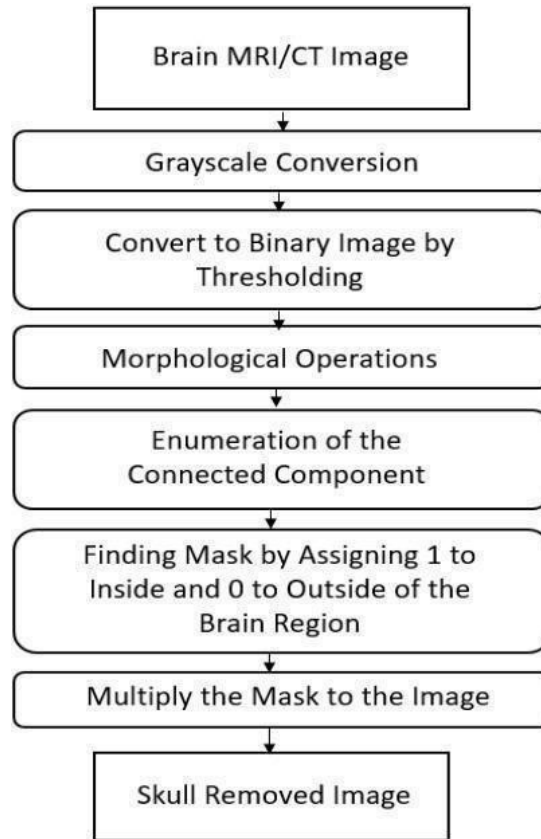 Brain MRI/CT Image
Grayscale Conversion
Convert to Binary Image by
Thresholding
Morphological Operations
Enumeration of the
Connected Component
Finding Mask by Assigning 1 to
Inside and 0 to Outside of the
Brain Region
Multiply the Mask to the Image
Skull Removed Image